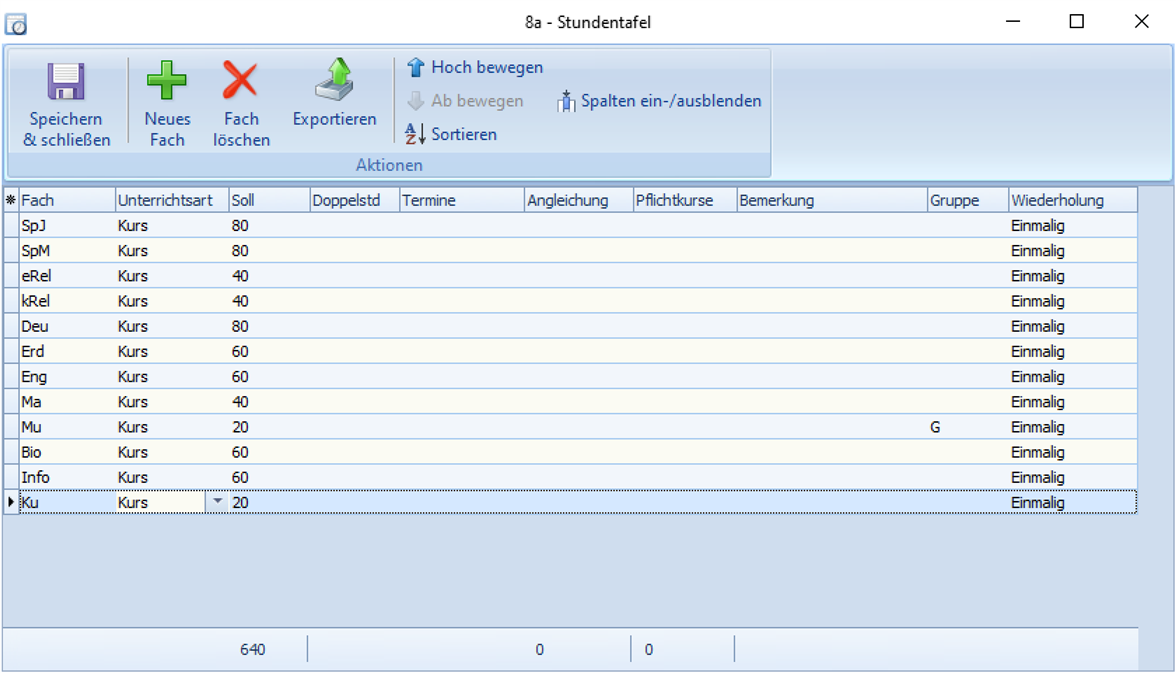 8a - Stundentafel
Speichern
& schließen
Neues
Fach
Fach
löschen
Exportieren
Hoch bewegen
Ab bewegen
Spalten ein-/ausblenden
Sortieren
Aktionen
Fach Unterrichtsart Soll Doppelstd Termine Angleichung Pflichtkurse Bemerkung Gruppe Wiederholung
SpJ Kurs 80 Einmalig
SpM Kurs 80 Einmalig
eRel Kurs 40 Einmalig
kRel Kurs 40 Einmalig
Deu Kurs 80 Einmalig
Erd Kurs 60 Einmalig
Eng Kurs 60 Einmalig
Ma Kurs 40 Einmalig
Mu Kurs 20 G Einmalig
Bio Kurs 60 Einmalig
Info Kurs 60 Einmalig
Ku Kurs 20 Einmalig
640 0 0